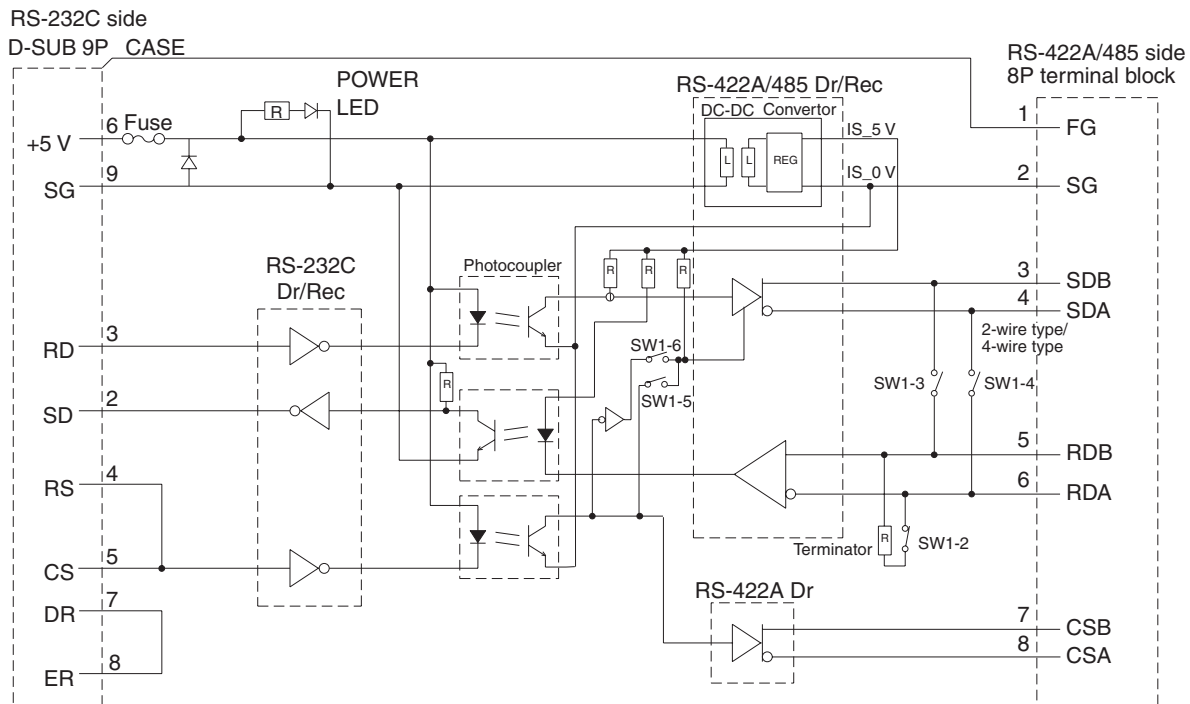 RS-232C side
D-SUB 9P CASE
RS-422A/485 side
8P terminal block
POWER
LED
RS-422A/485 Dr/Rec
DC-DC Convertor
+5 V
6
Fuse
R
L
L
REG
IS_5 V
1
FG
SG
9
IS_0 V
2
SG
RS-232C
Dr/Rec
Photocoupler
R
R
R
3
SDB
4
SDA
2-wire type/
4-wire type
RD
3
SW1-6
SW1-3
SW1-4
R
SW1-5
SD
2
5
RDB
RS
4
6
RDA
Terminator
R
SW1-2
CS
5
RS-422A Dr
DR
7
7
CSB
8
CSA
ER
8